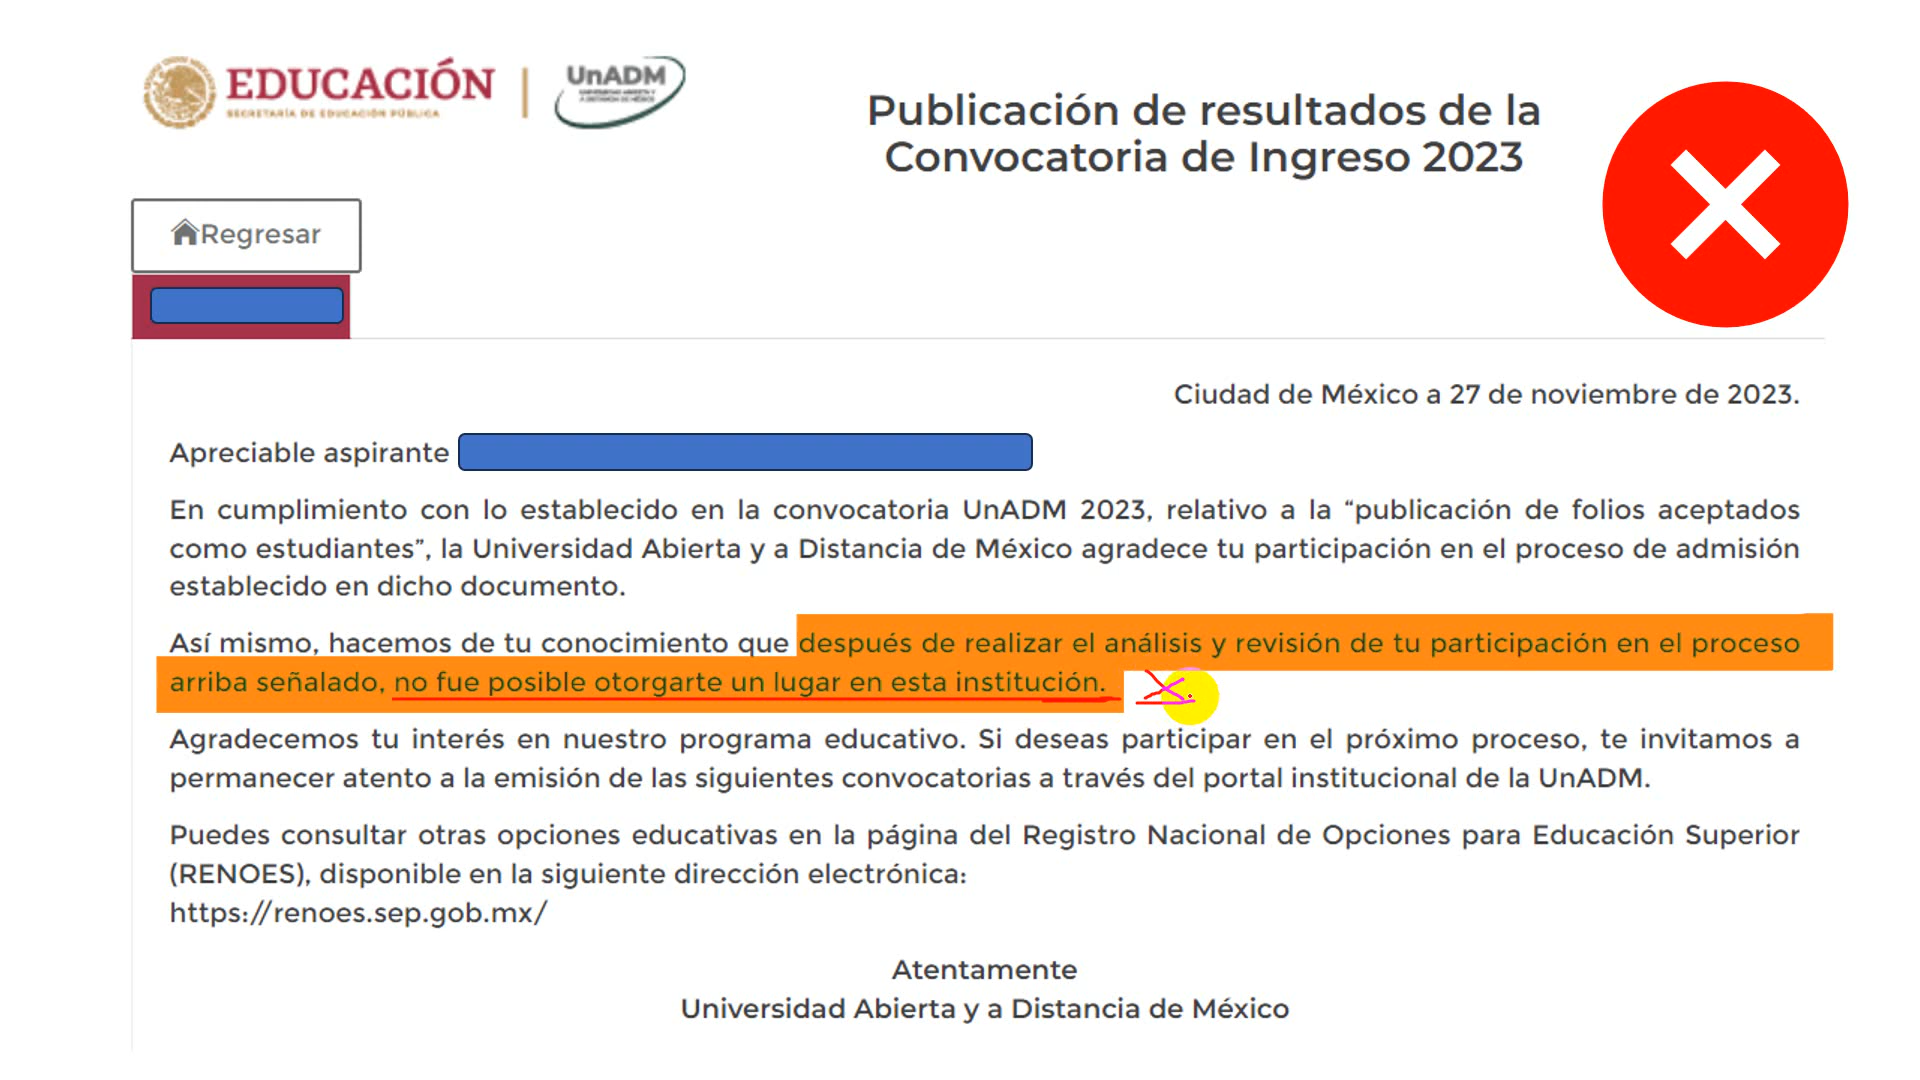 EDUCACIÓN
SECRETARÍA DE EDUCACIÓN PÚBLICA
UnADM
UNIVERSIDAD ABIERTA Y
A DISTANCIA DE MÉXICO
Publicación de resultados de la
Convocatoria de Ingreso 2023
Regresar
Ciudad de México a 27 de noviembre de 2023.
Apreciable aspirante
En cumplimiento con lo establecido en la convocatoria UnADM 2023, relativo a la “publicación de folios aceptados
como estudiantes”, la Universidad Abierta y a Distancia de México agradece tu participación en el proceso de admisión
establecido en dicho documento.
Así mismo, hacemos de tu conocimiento que después de realizar el análisis y revisión de tu participación en el proceso
arriba señalado, no fue posible otorgarte un lugar en esta institución.
Agradecemos tu interés en nuestro programa educativo. Si deseas participar en el próximo proceso, te invitamos a
permanecer atento a la emisión de las siguientes convocatorias a través del portal institucional de la UnADM.
Puedes consultar otras opciones educativas en la página del Registro Nacional de Opciones para Educación Superior
(RENOES), disponible en la siguiente dirección electrónica:
https://renoes.sep.gob.mx/
Atentamente
Universidad Abierta y a Distancia de México